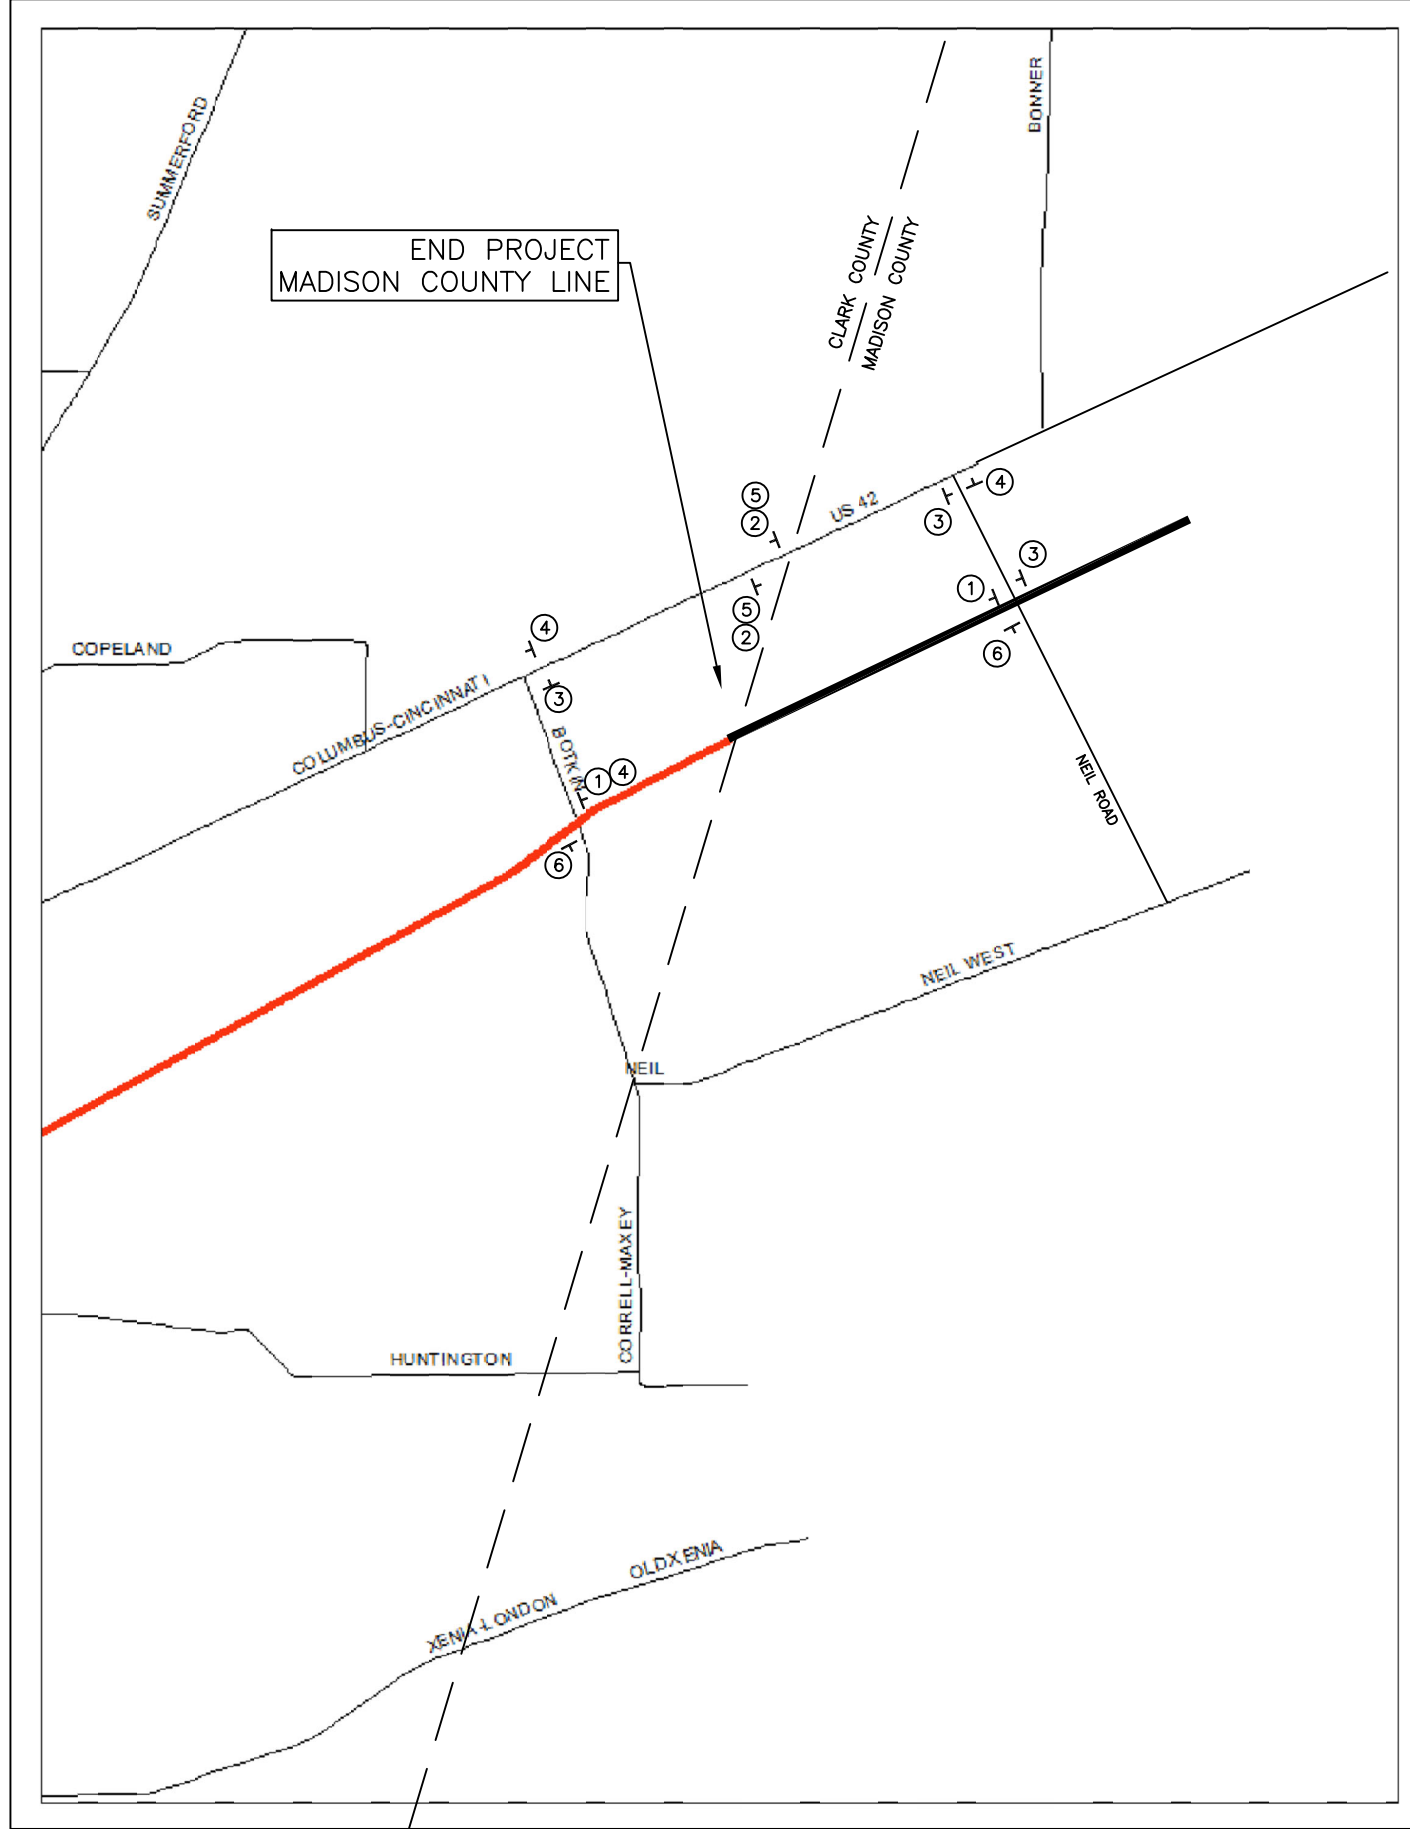 SUMMERFORD
BONNER
END PROJECT
MADISON COUNTY LINE
CLARK COUNTY
MADISON COUNTY
US 42
5
2
4
3
5
2
3
1
6
COPELAND
4
3
COLUMBUS-CINCINNATI
BOTKIN
1 4
6
NEIL ROAD
NEIL WEST
NEIL
CORRELL-MAXEY
HUNTINGTON
OLDXENIA
XENIA-LONDON